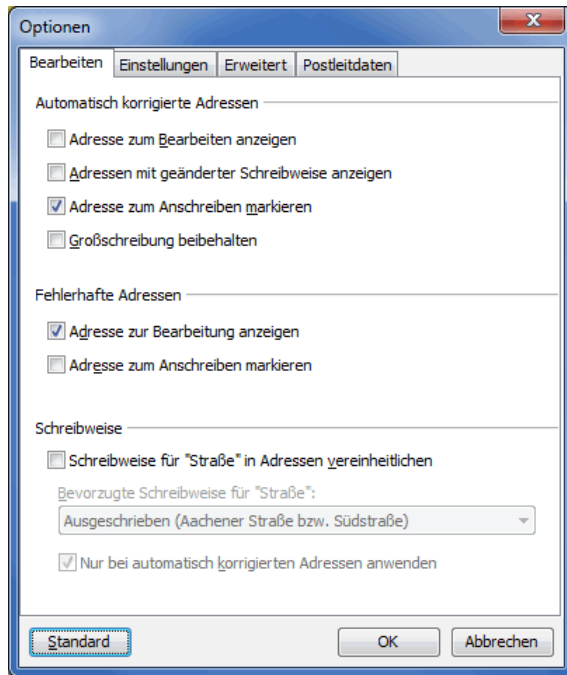 Optionen
Bearbeiten Einstellungen Erweitert Postleitdaten
Automatisch korrigierte Adressen
Adresse zum Bearbeiten anzeigen
Adressen mit geänderter Schreibweise anzeigen
Adresse zum Anschreiben markieren
Großschreibung beibehalten
Fehlerhafte Adressen
Adresse zur Bearbeitung anzeigen
Adresse zum Anschreiben markieren
Schreibweise
Schreibweise für "Straße" in Adressen vereinheitlichen
Bevorzugte Schreibweise für "Straße":
Ausgeschrieben (Aachener Straße bzw. Südstraße)
Nur bei automatisch korrigierten Adressen anwenden
Standard OK Abbrechen